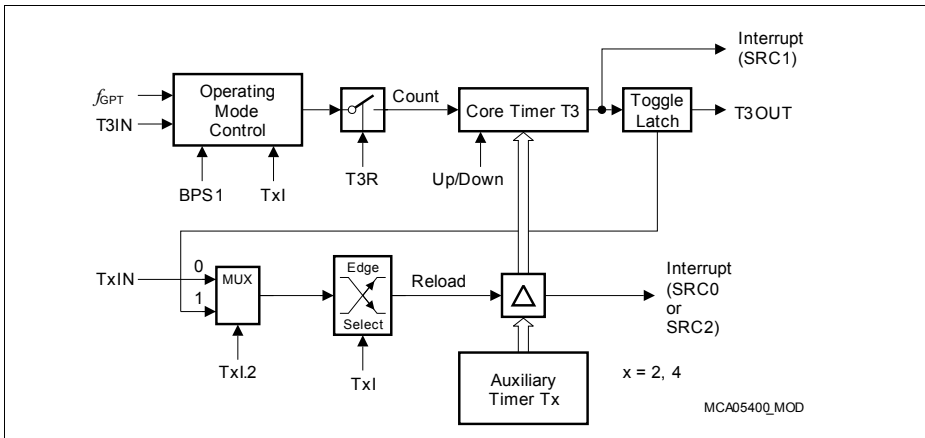 Interrupt
(SRC1)
fGPT
T3IN
Operating
Mode
Control
Count
Core Timer T3
Toggle
Latch
T3OUT
BPS1
TxI
T3R
Up/Down
TxIN
0
1
MUX
Edge
Select
Reload
Interrupt
(SRC0
or
SRC2)
TxI.2
TxI
Auxiliary
Timer Tx
x = 2, 4
MCA05400_MOD